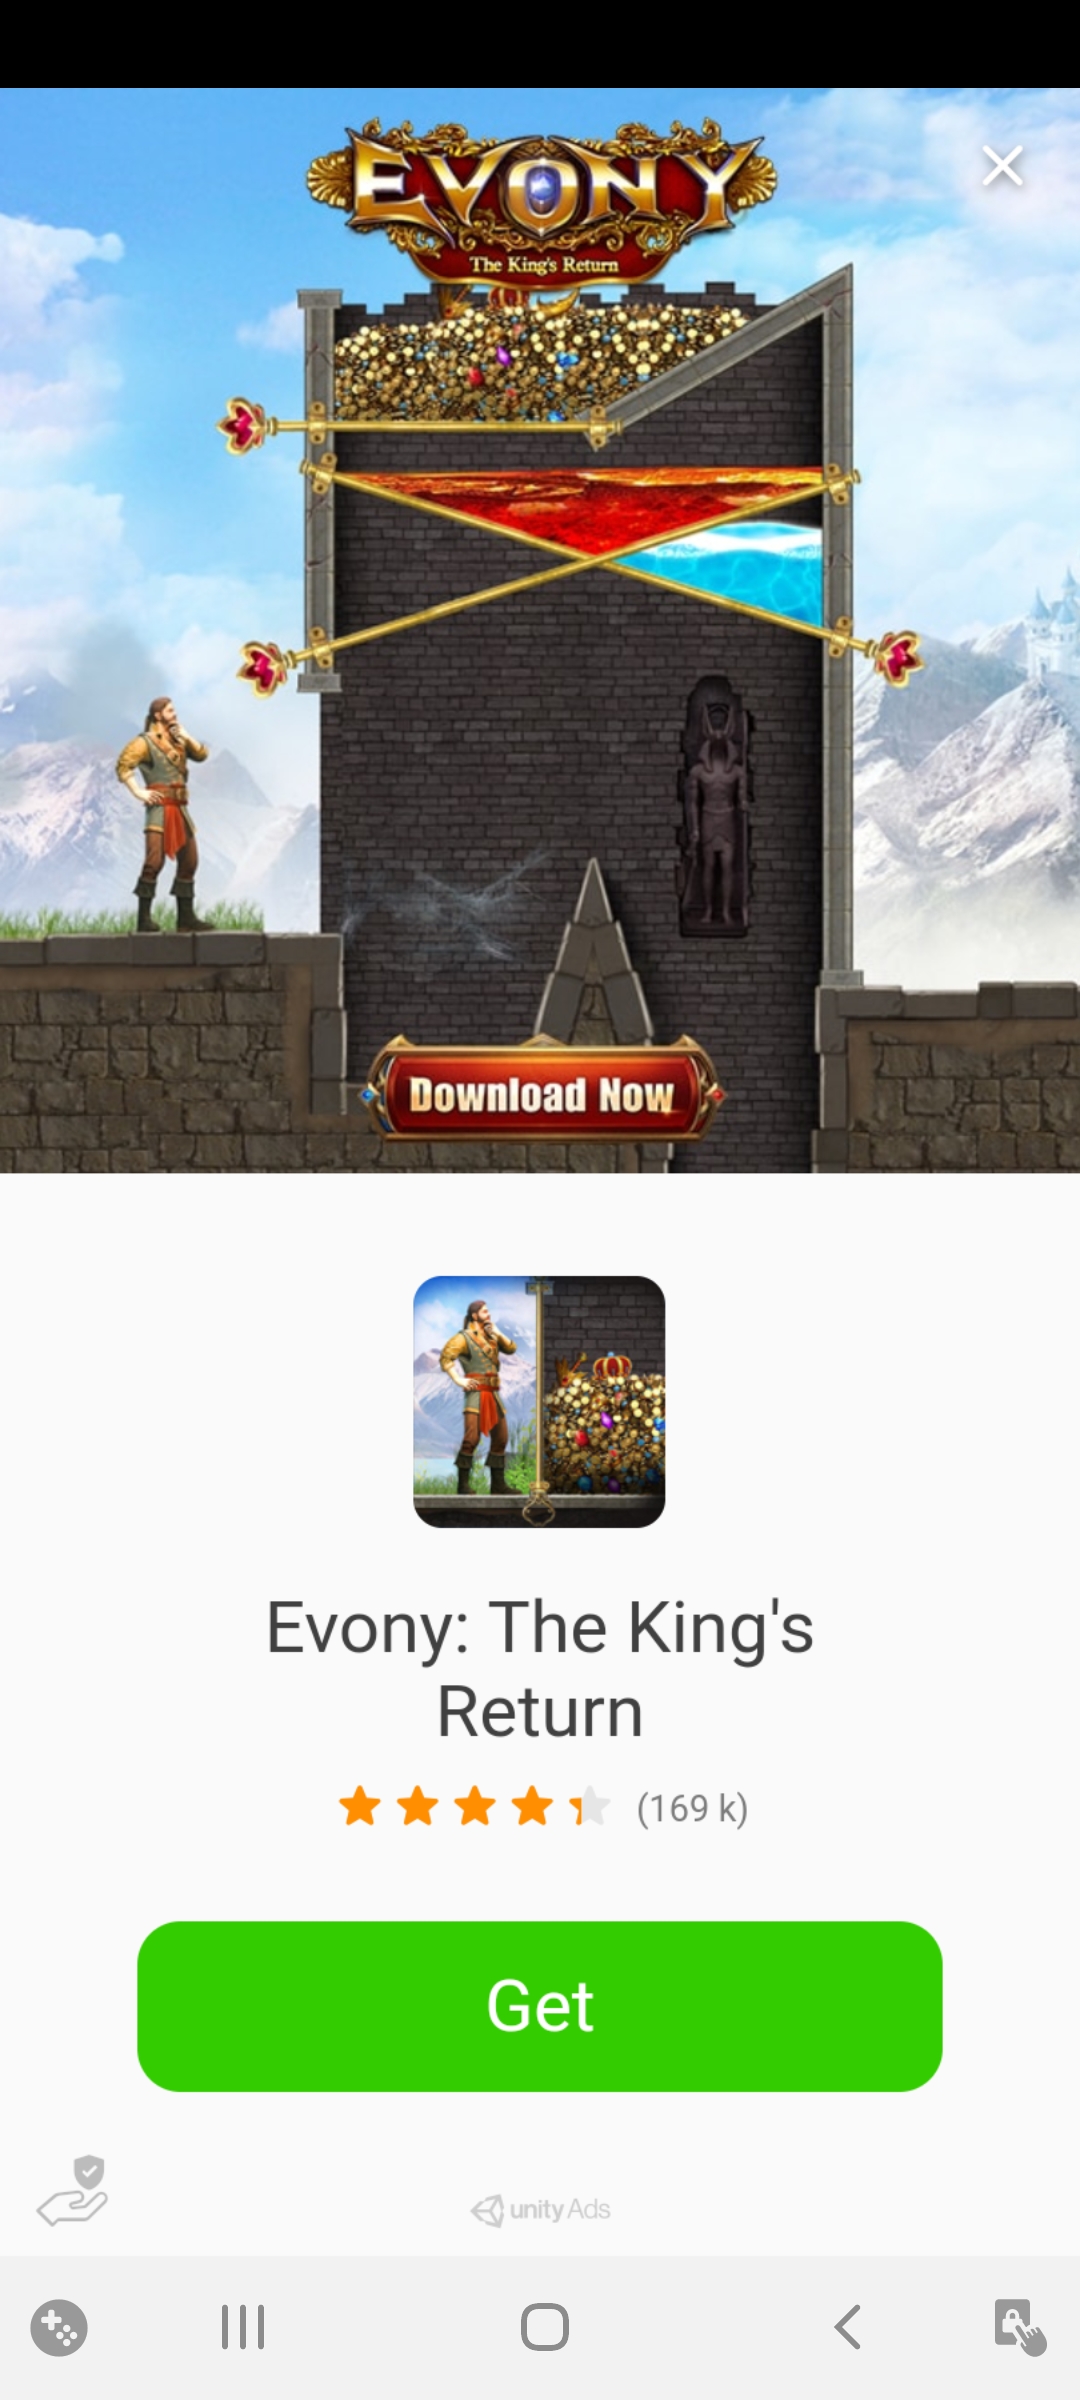 EVONY
The King's Return
Download Now
Evony: The King's
Return
(169 k)
Get
unity Ads